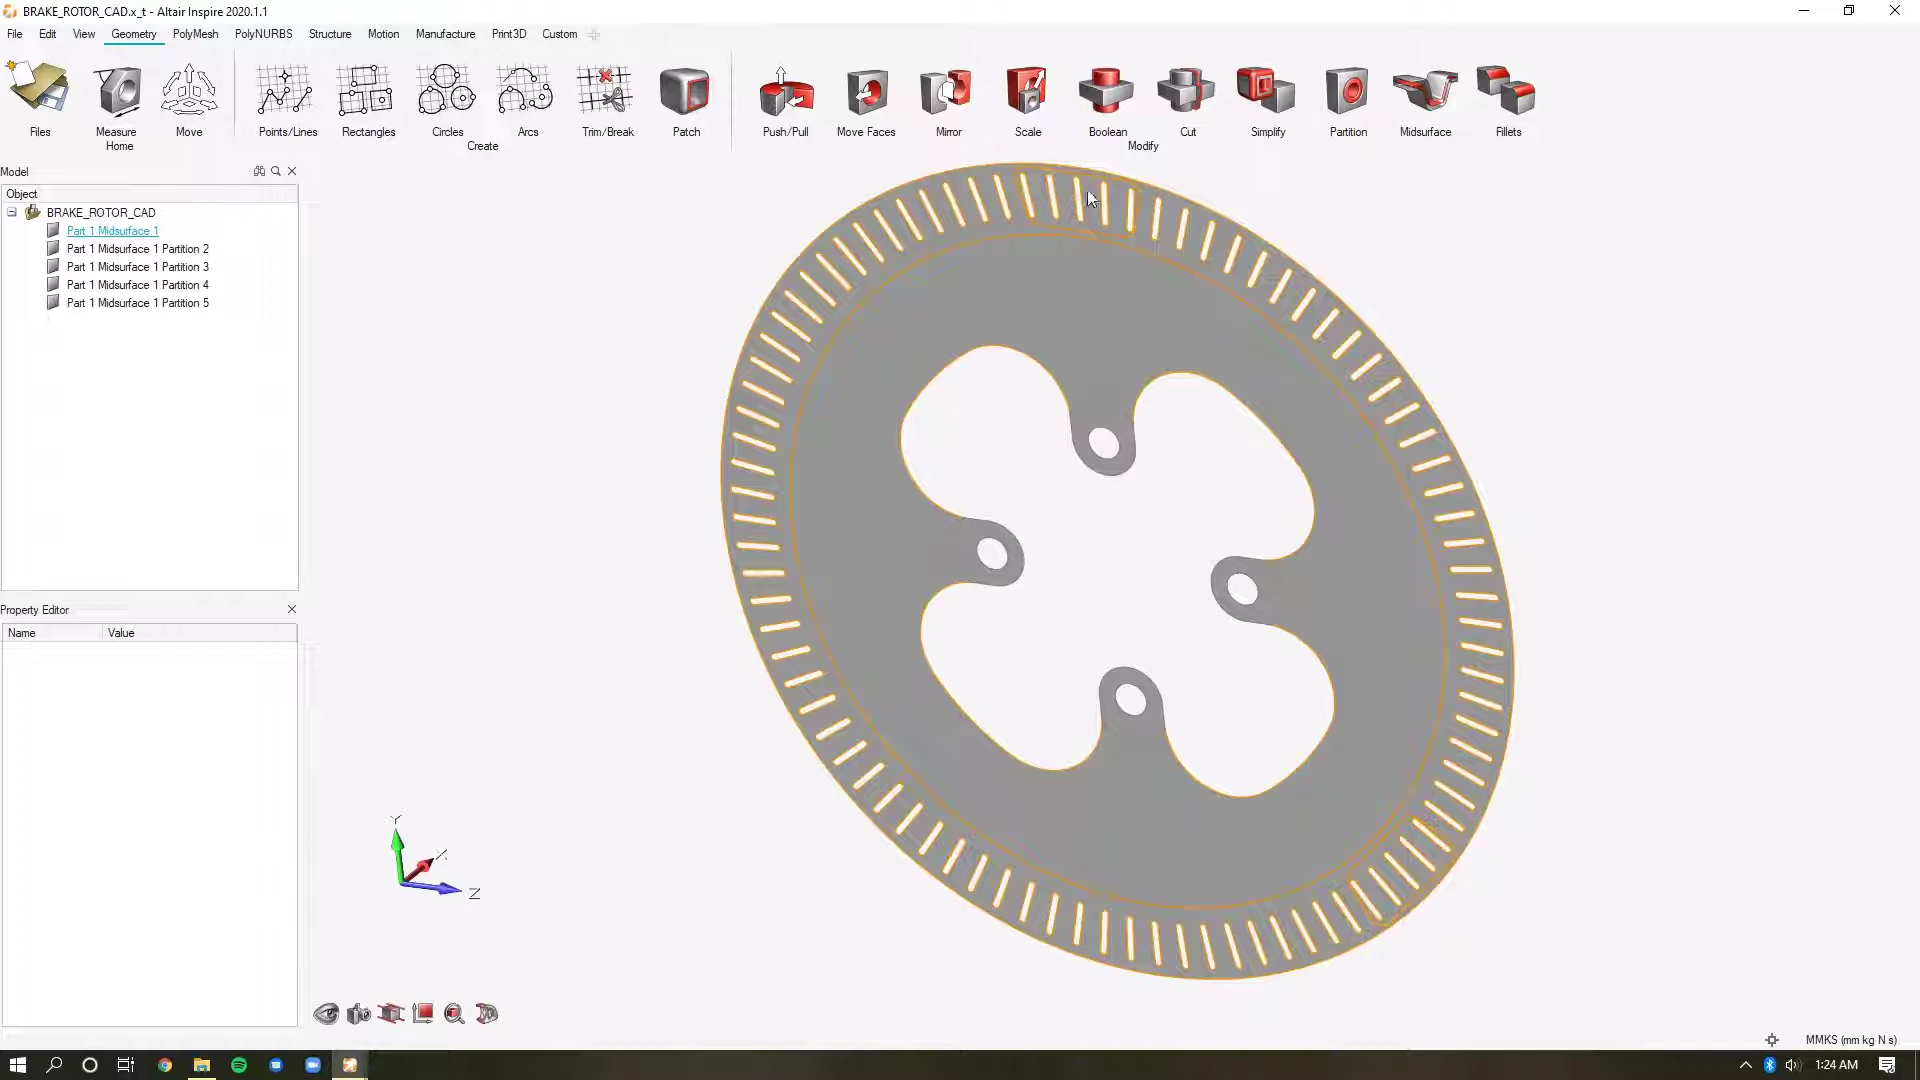 BRAKE_ROTOR_CAD.x_t - Altair Inspire 2020.1.1
File Edit View Geometry PolyMesh PolyNURBS Structure Motion Manufacture Print3D Custom
Files Measure Move Points/Lines Rectangles Circles Arcs Trim/Break Patch Push/Pull Move Faces Mirror Scale Boolean Cut Simplify Partition Midsurface Fillets
Home Create Modify
Model
Object
BRAKE_ROTOR_CAD
Part 1 Midsurface 1
Part 1 Midsurface 1 Partition 2
Part 1 Midsurface 1 Partition 3
Part 1 Midsurface 1 Partition 4
Part 1 Midsurface 1 Partition 5
Property Editor
Name Value
Y
X
Z
MMKS (mm kg N s)
1:24 AM